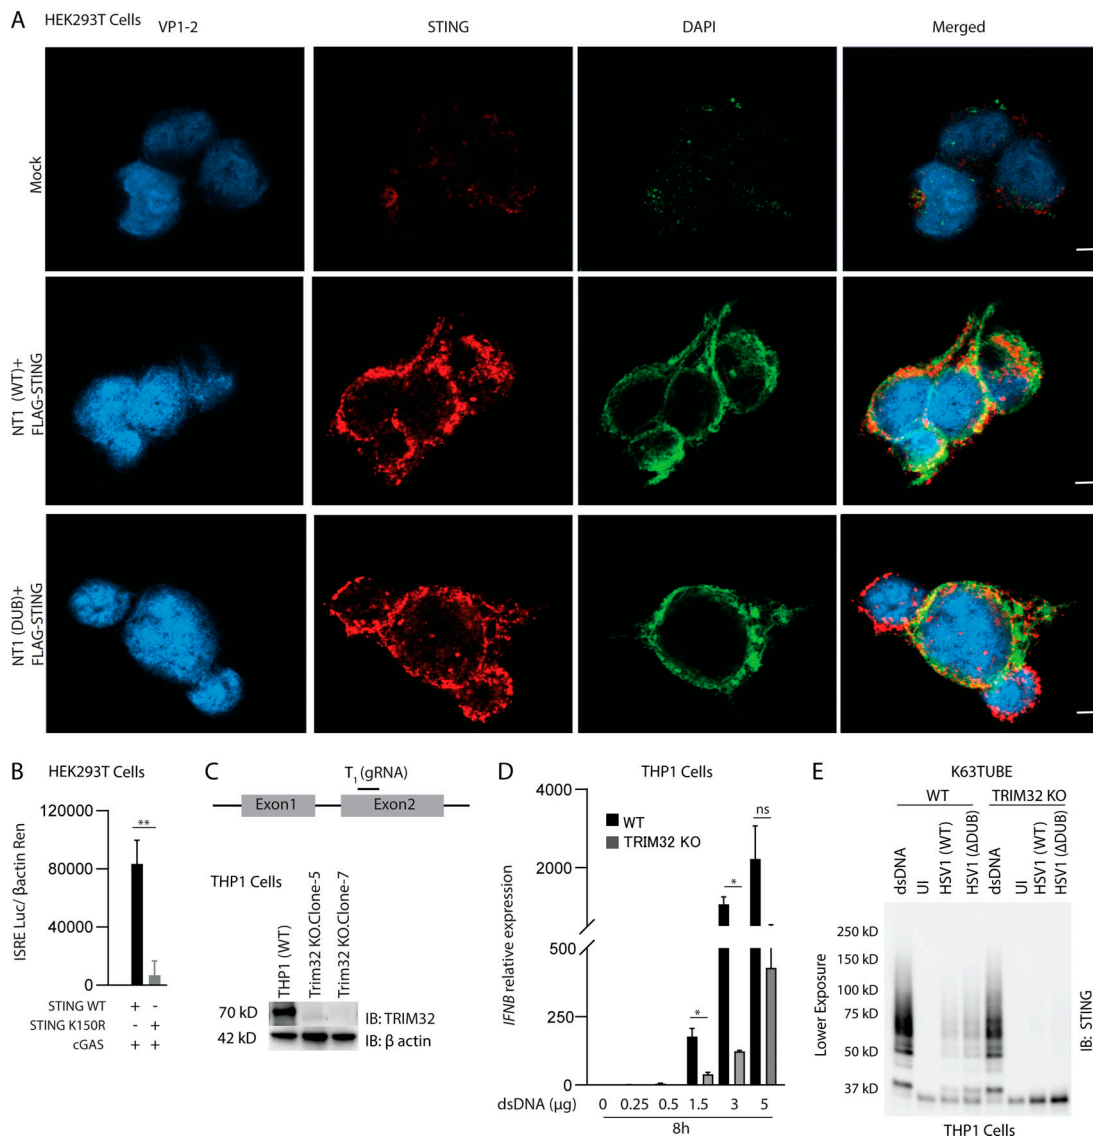 A
HEK293T Cells
VP1-2
STING
DAPI
Merged
Mock
NT1 (WT)+
FLAG-STING
NT1 (DUB)+
FLAG-STING
B
HEK293T Cells
ISRE Luc/ βactin Ren
120000
80000
40000
0
**
STING WT + -
STING K150R - +
cGAS + +
C
T1(gRNA)
Exon1
Exon2
THP1 Cells
THP1 (WT)
Trim32 KO.Clone-5
Trim32 KO.Clone-7
70 kD
IB: TRIM32
42 kD
IB: β actin
D
THP1 Cells
IFNB relative expression
4000
2000
500
250
0
WT
TRIM32 KO
*
*
ns
dsDNA (μg) 0 0.25 0.5 1.5 3 5
8h
E
K63TUBE
WT
TRIM32 KO
dsDNA
UI
HSV1 (WT)
HSV1 (ΔDUB)
dsDNA
UI
HSV1 (WT)
HSV1 (ΔDUB)
Lower Exposure
250 kD
150 kD
100 kD
75 kD
50 kD
37 kD
IB: STING
THP1 Cells